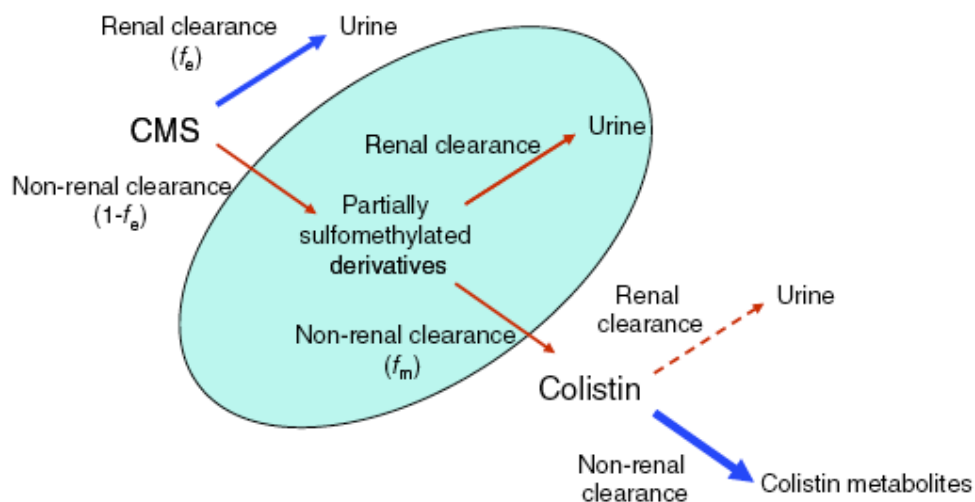 Renal clearance
(fe)
Urine
CMS
Non-renal clearance
(1-fe)
Renal clearance
Urine
Partially
sulfomethylated
derivatives
Non-renal clearance
(fm)
Renal
clearance
Urine
Colistin
Non-renal
clearance
Colistin metabolites